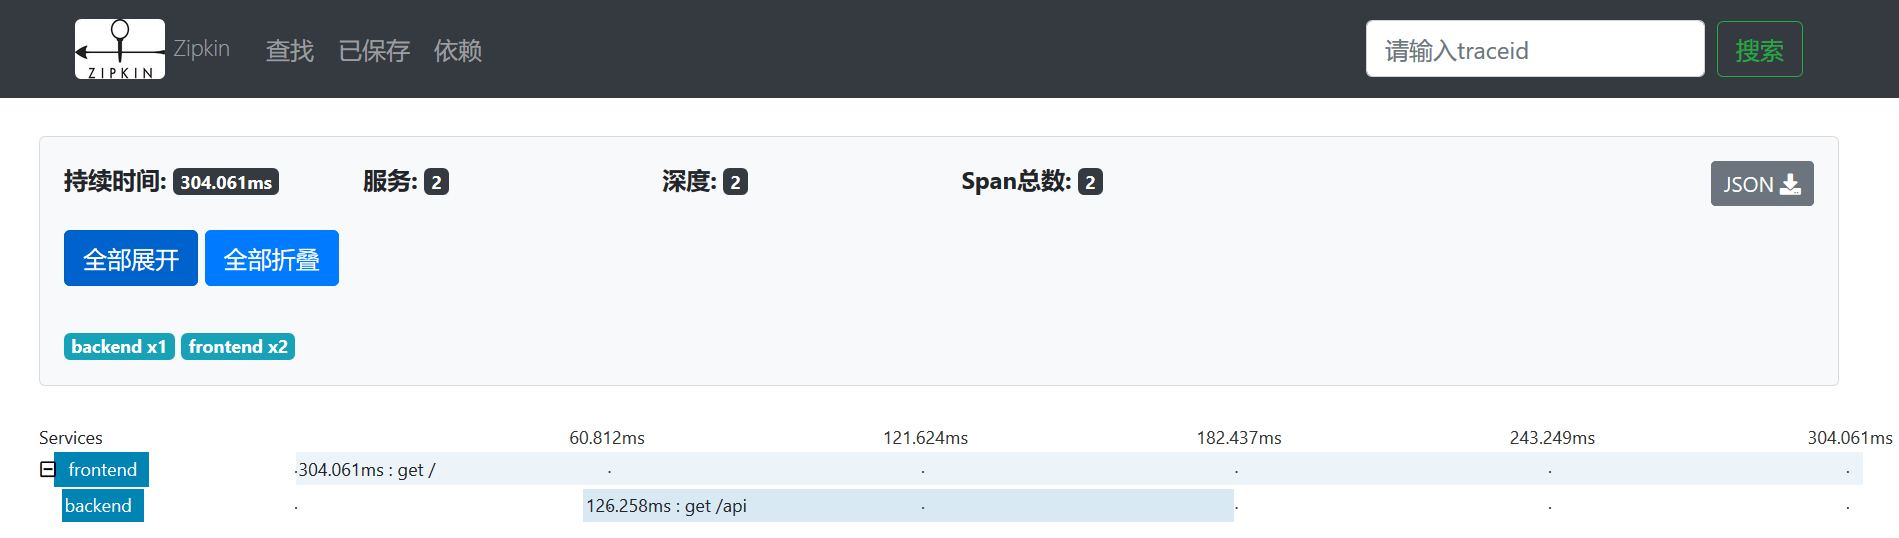 ZIPKIN Zipkin 查找 已保存 依赖 请输入traceid 搜索
持续时间: 304.061ms 服务: 2 深度: 2 Span总数: 2 JSON
全部展开 全部折叠
backend x1 frontend x2
Services 60.812ms 121.624ms 182.437ms 243.249ms 304.061ms
frontend .304.061ms : get / . . . . .
backend . 126.258ms : get /api . . . .